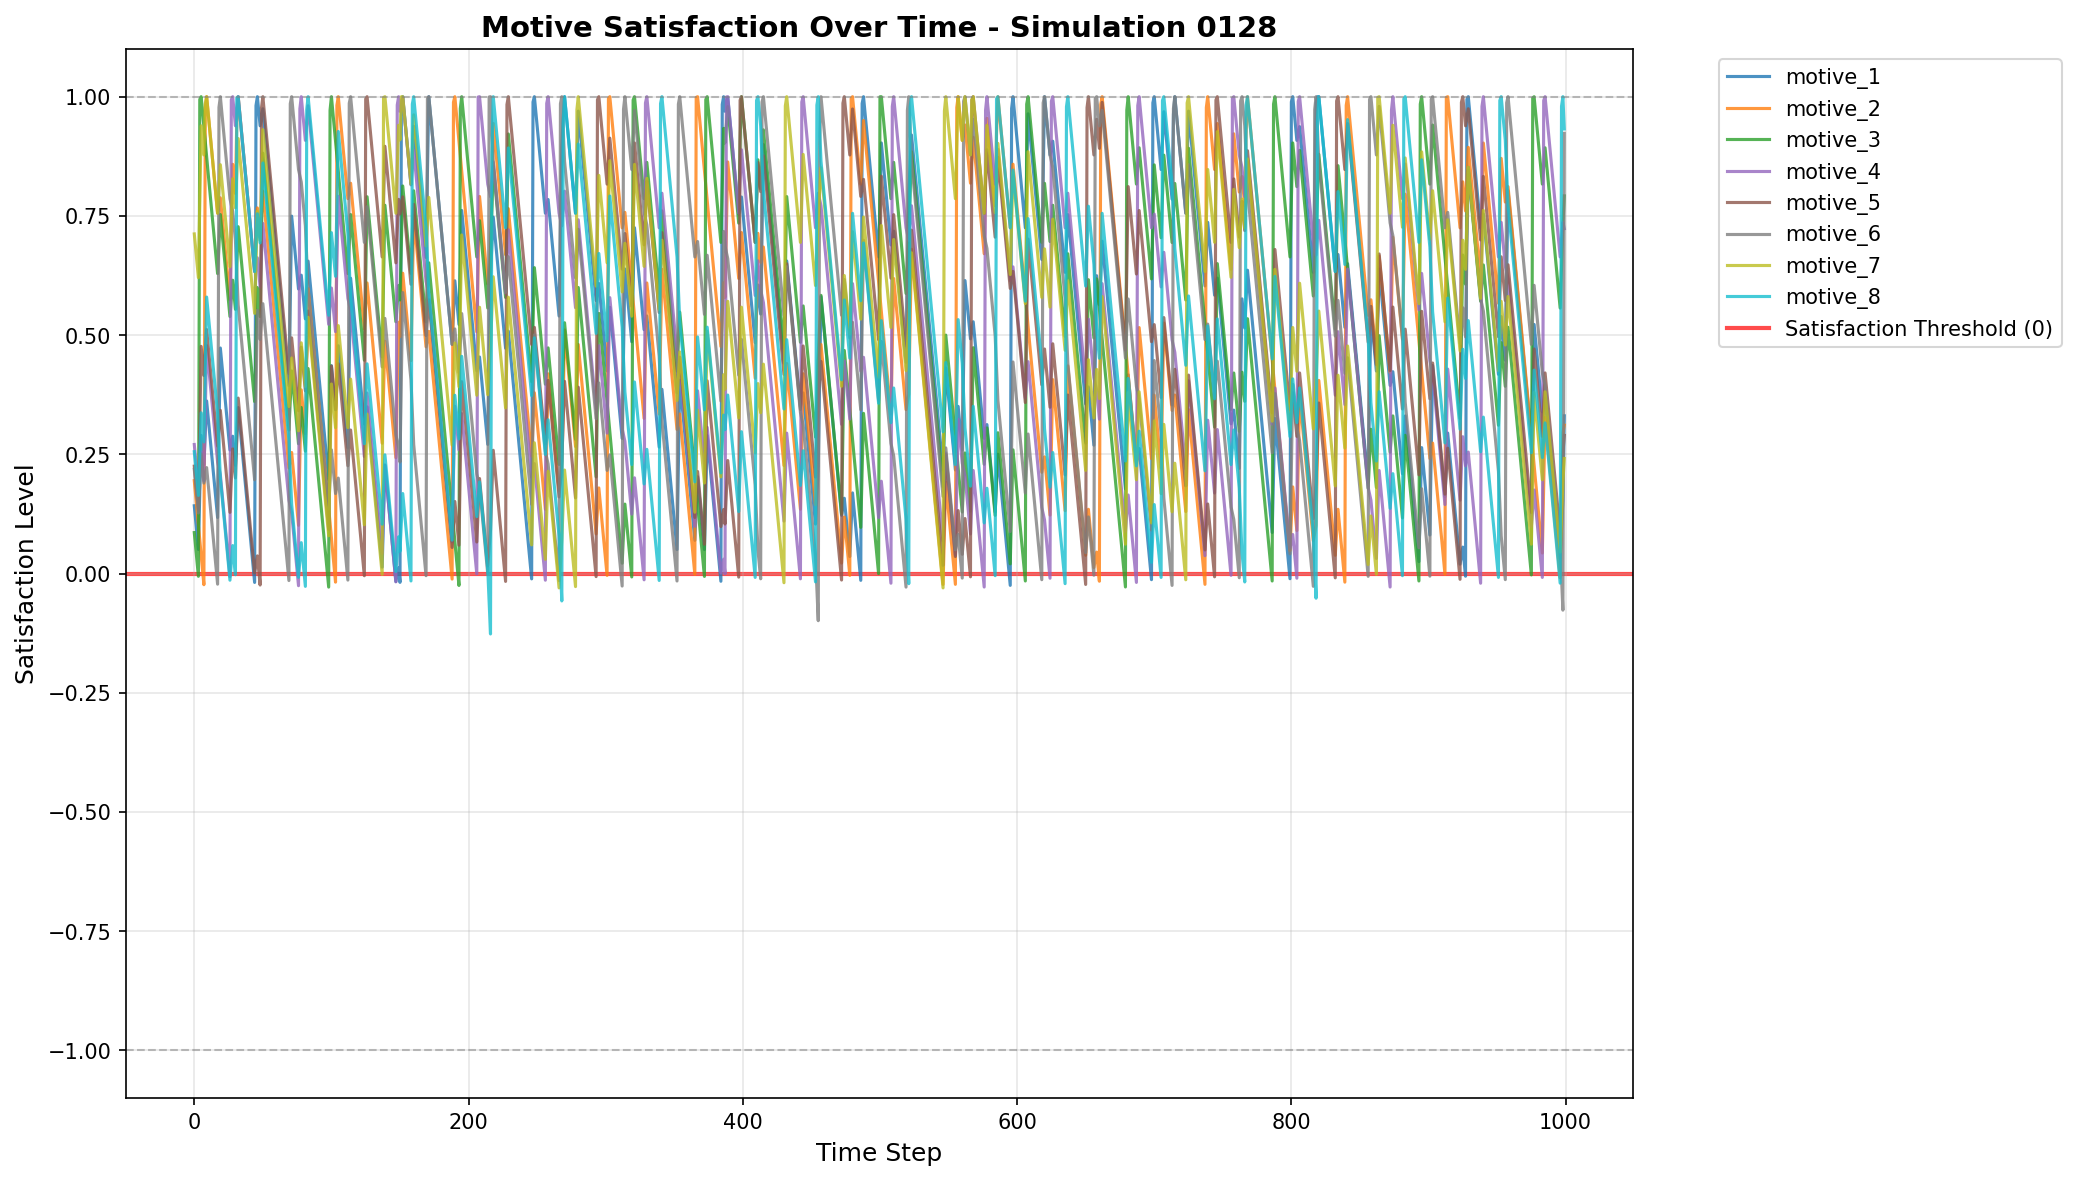 Motive Satisfaction Over Time - Simulation 0128
1.00
0.75
0.50
0.25
0.00
−0.25
−0.50
−0.75
−1.00
Satisfaction Level
0
200
400
600
800
1000
Time Step
motive_1
motive_2
motive_3
motive_4
motive_5
motive_6
motive_7
motive_8
Satisfaction Threshold (0)